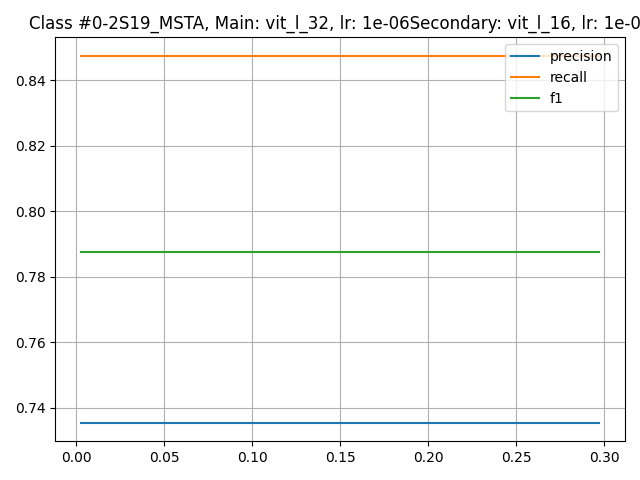 Class #0-2S19_MSTA, Main: vit_l_32, lr: 1e-06Secondary: vit_l_16, lr: 1e-0
precision
recall
f1
0.84
0.82
0.80
0.78
0.76
0.74
0.00 0.05 0.10 0.15 0.20 0.25 0.30